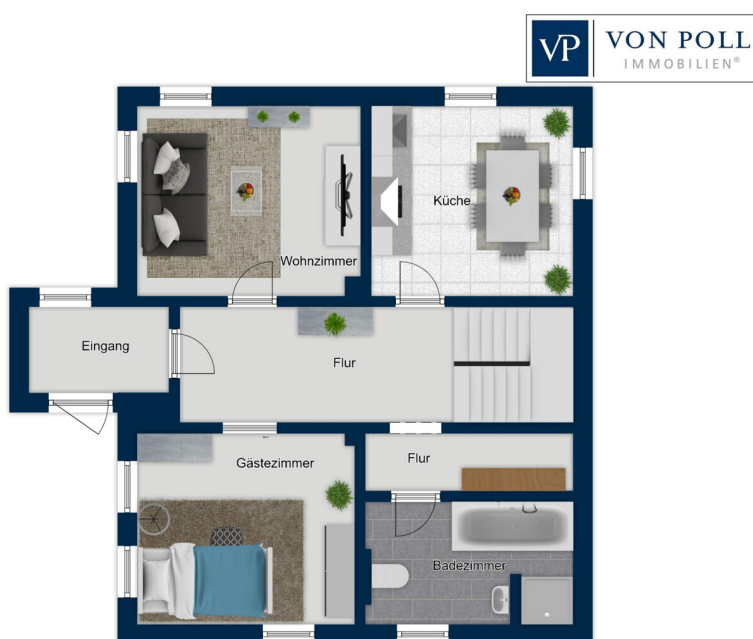 VP VON POLL
IMMOBILIEN®
Küche
Wohnzimmer
Eingang
Flur
Gästezimmer
Flur
Badezimmer